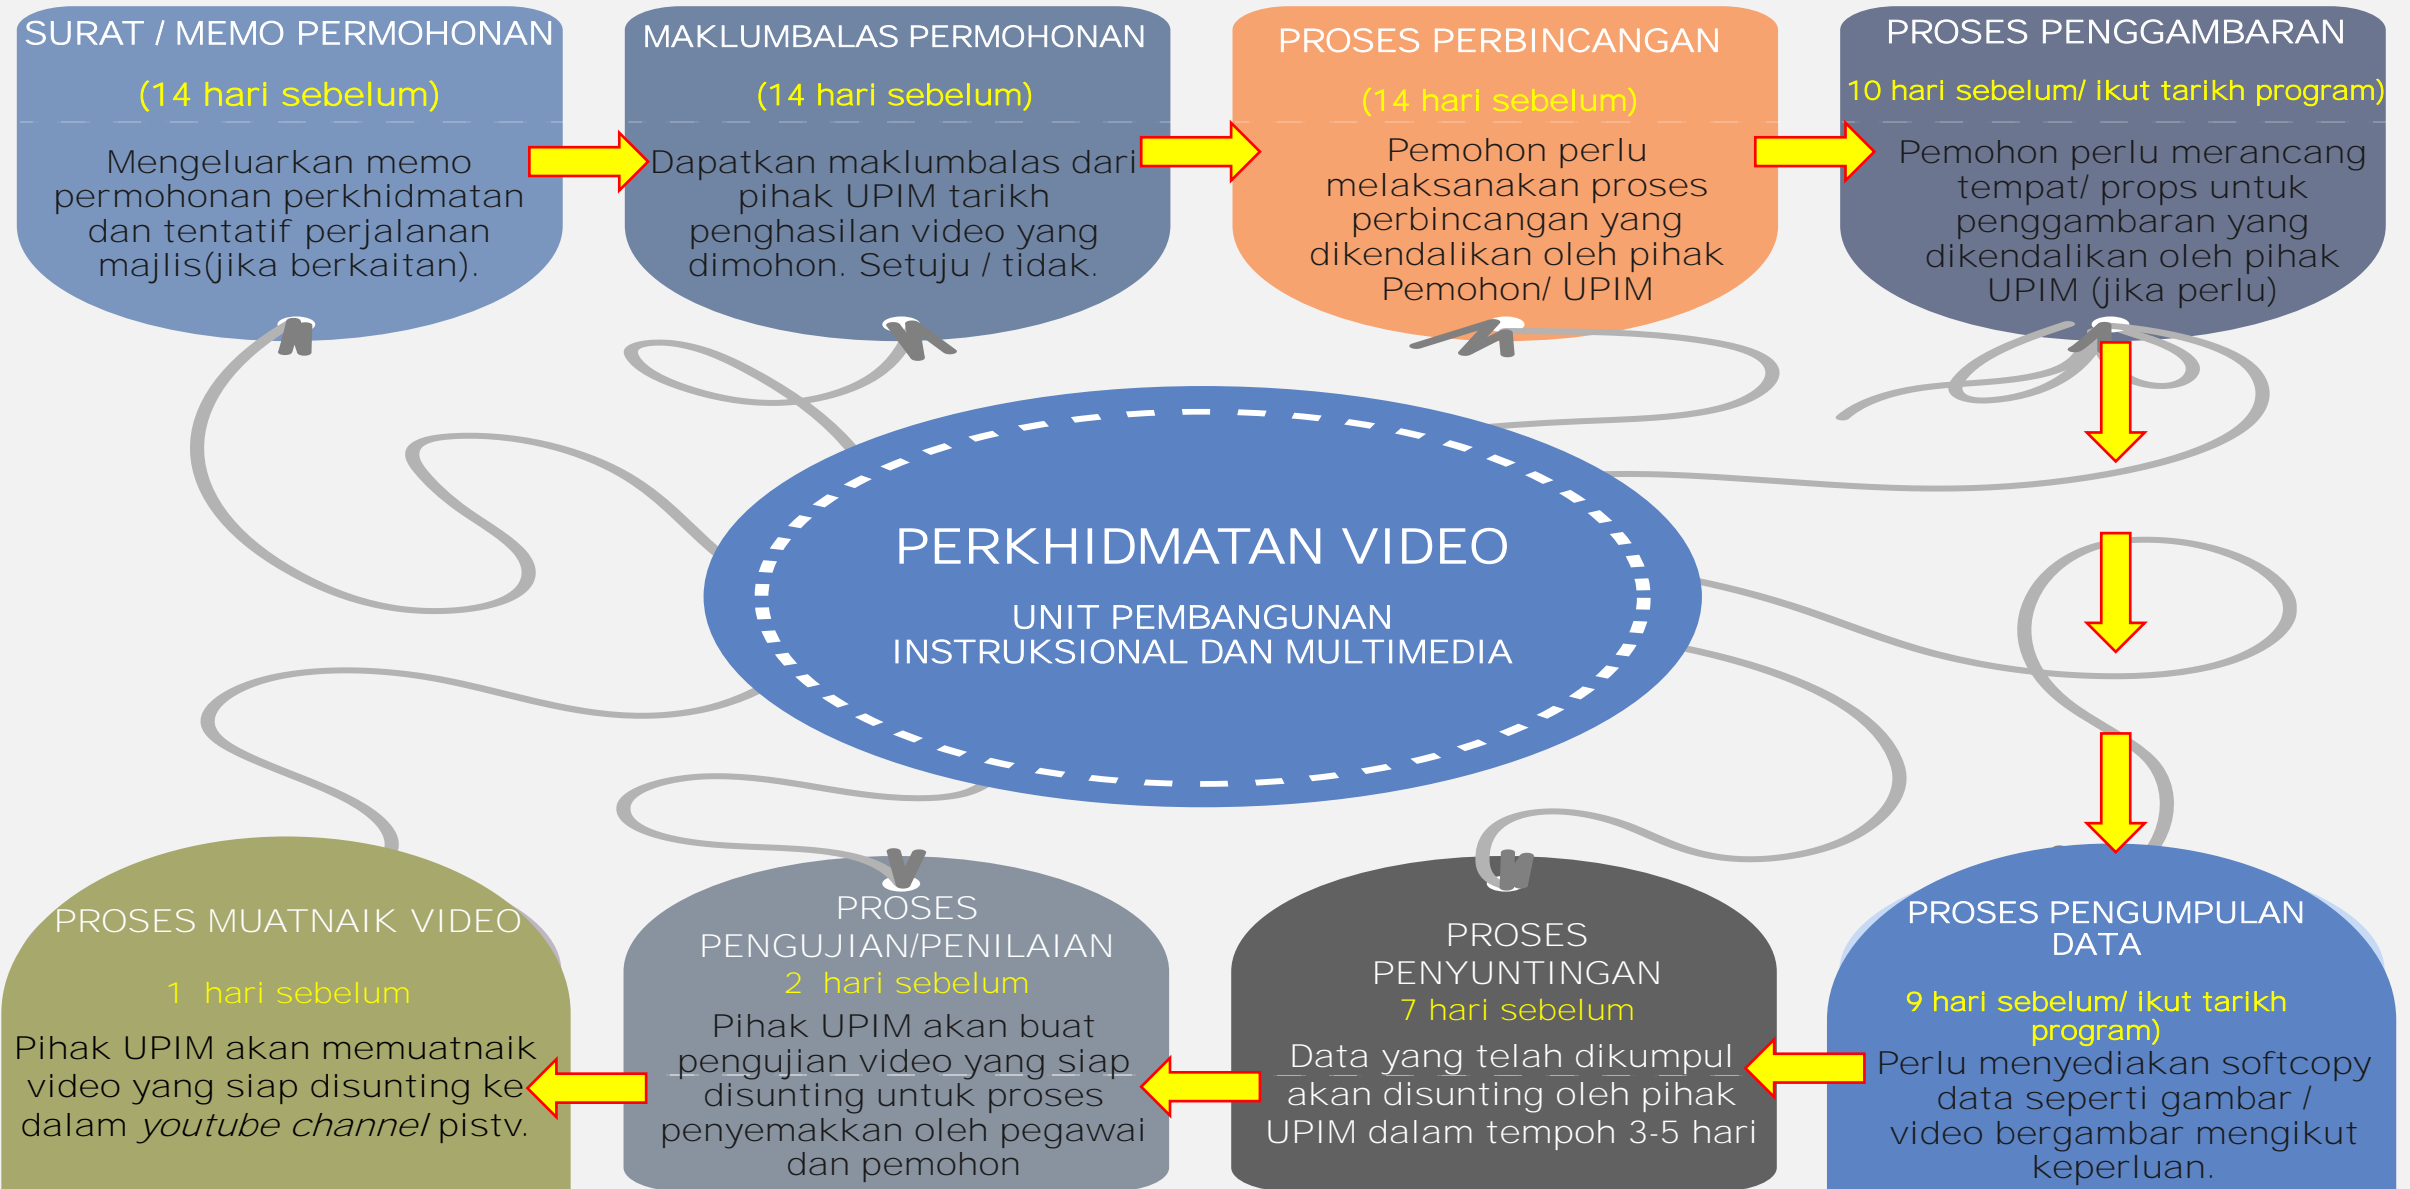 SURAT / MEMO PERMOHONAN
(14 hari sebelum)
Mengeluarkan memo
permohonan perkhidmatan
dan tentatif perjalanan
majlis(jika berkaitan).
MAKLUMBALAS PERMOHONAN
(14 hari sebelum)
Dapatkan maklumbalas dari
pihak UPIM tarikh
penghasilan video yang
dimohon. Setuju / tidak.
PROSES PERBINCANGAN
(14 hari sebelum)
Pemohon perlu
melaksanakan proses
perbincangan yang
dikendalikan oleh pihak
Pemohon/ UPIM
PROSES PENGGAMBARAN
10 hari sebelum/ ikut tarikh program)
Pemohon perlu merancang
tempat/ props untuk
penggambaran yang
dikendalikan oleh pihak
UPIM (jika perlu)
PERKHIDMATAN VIDEO
UNIT PEMBANGUNAN
INSTRUKSIONAL DAN MULTIMEDIA
PROSES MUATNAIK VIDEO
1 hari sebelum
Pihak UPIM akan memuatnaik
video yang siap disunting ke
dalam youtube channel pistv.
PROSES
PENGUJIAN/PENILAIAN
2 hari sebelum
Pihak UPIM akan buat
pengujian video yang siap
disunting untuk proses
penyemakkan oleh pegawai
dan pemohon
PROSES
PENYUNTINGAN
7 hari sebelum
Data yang telah dikumpul
akan disunting oleh pihak
UPIM dalam tempoh 3-5 hari
PROSES PENGUMPULAN
DATA
9 hari sebelum/ ikut tarikh
program)
Perlu menyediakan softcopy
data seperti gambar /
video bergambar mengikut
keperluan.